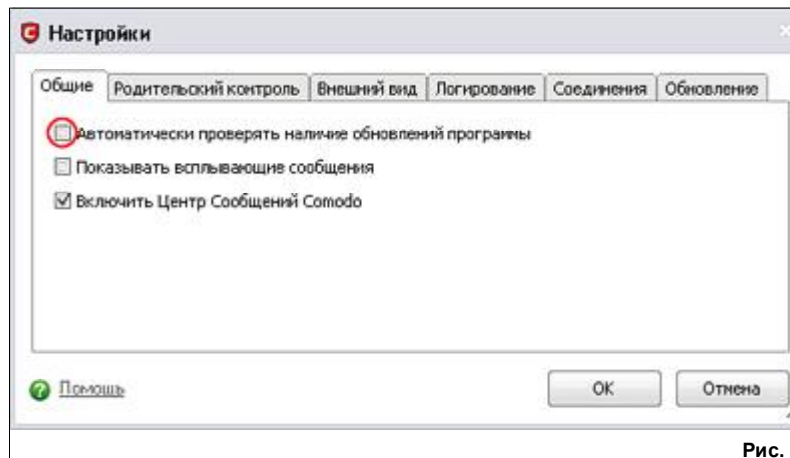 Настройки
Общие
Родительский контроль
Внешний вид
Логирование
Соединения
Обновление
Автоматически проверять наличие обновлений программы
Показывать всплывающие сообщения
Включить Центр Сообщений Comodo
Помощь
OK
Отмена
Рис.